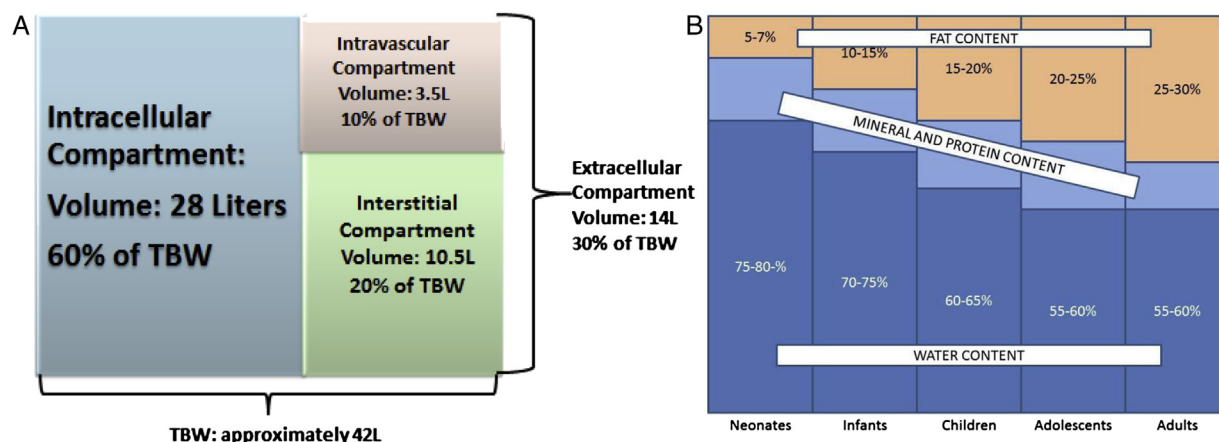 A
Intracellular
Compartment:
Volume: 28 Liters
60% of TBW
Intravascular
Compartment
Volume: 3.5L
10% of TBW
Interstitial
Compartment
Volume: 10.5L
20% of TBW
Extracellular
Compartment
Volume: 14L
30% of TBW
TBW: approximately 42L
B
5-7%
10-15%
15-20%
20-25%
25-30%
FAT CONTENT
MINERAL AND PROTEIN CONTENT
75-80-%
70-75%
60-65%
55-60%
55-60%
WATER CONTENT
Neonates
Infants
Children
Adolescents
Adults